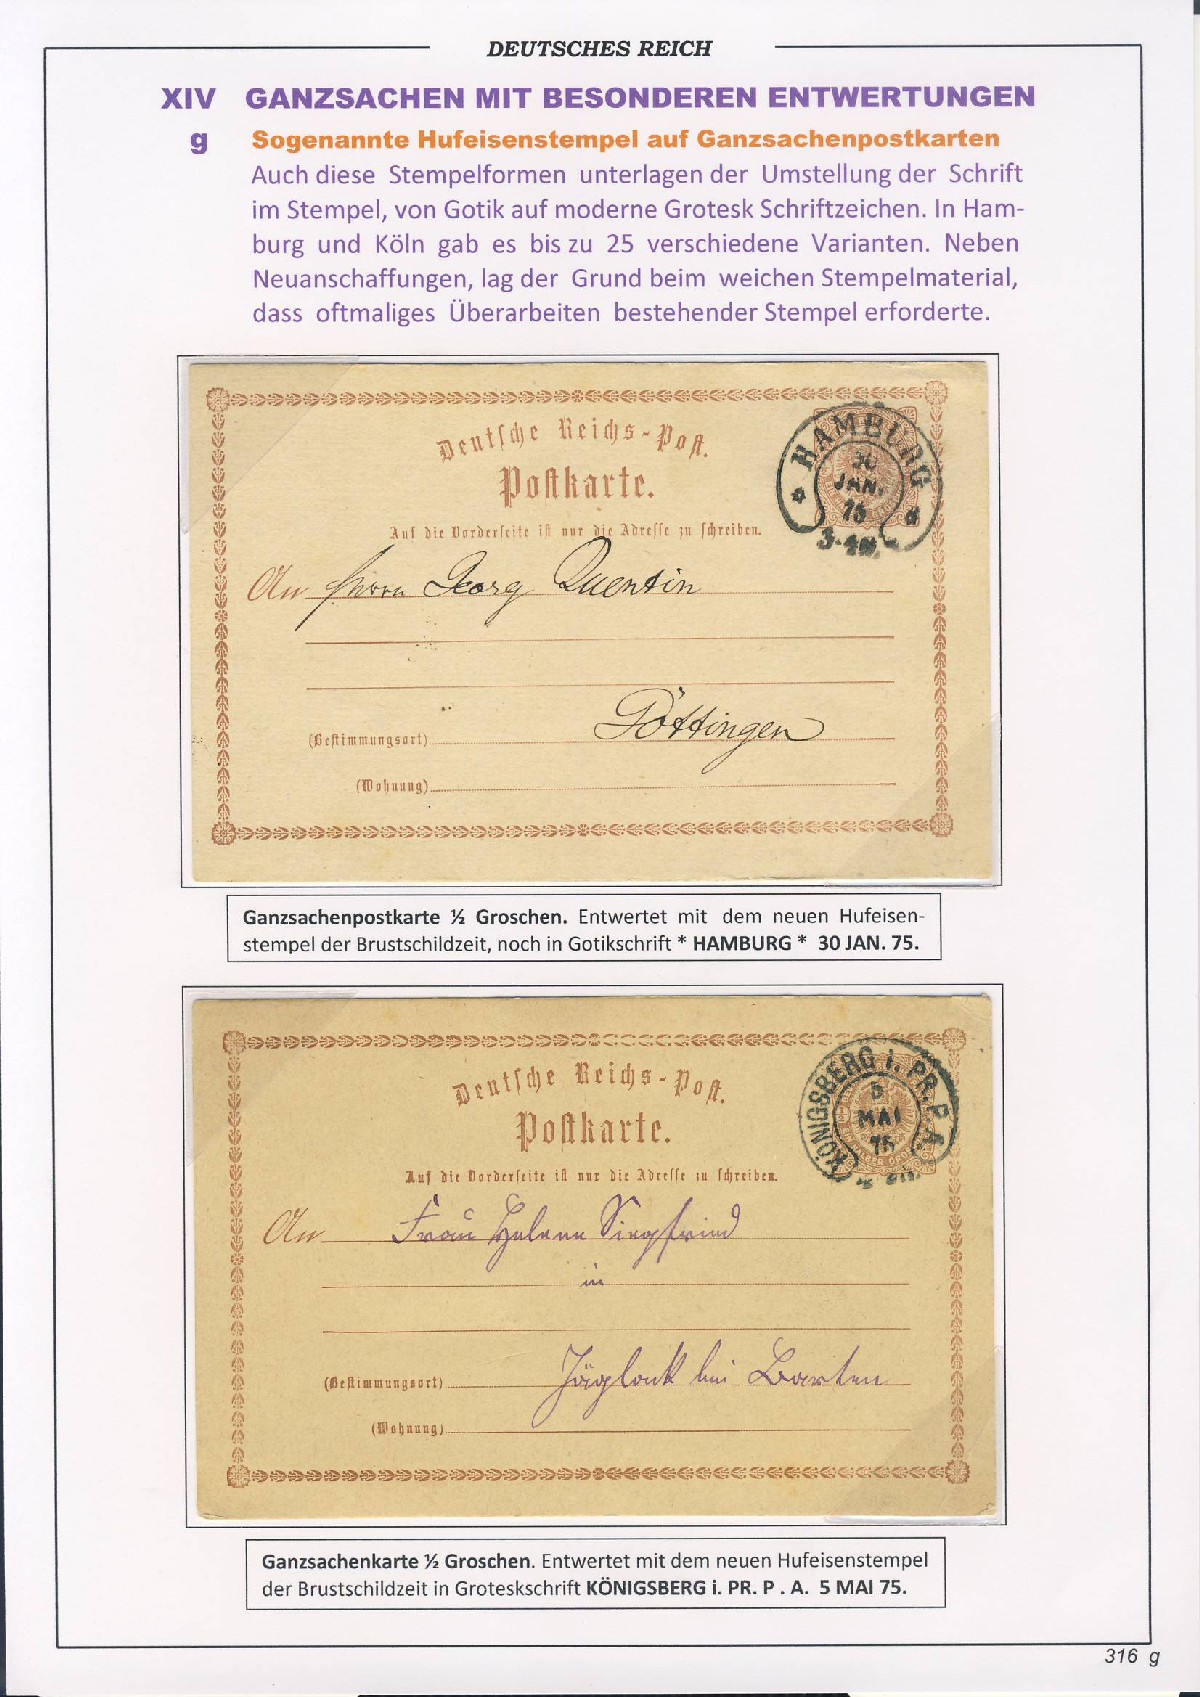 DEUTSCHES REICH
XIV GANZSACHEN MIT BESONDEREN ENTWERTUNGEN
g Sogenannte Hufeisenstempel auf Ganzsachenpostkarten
Auch diese Stempelformen unterlagen der Umstellung der Schrift
im Stempel, von Gotik auf moderne Grotesk Schriftzeichen. In Ham-
burg und Köln gab es bis zu 25 verschiedene Varianten. Neben
Neuanschaffungen, lag der Grund beim weichen Stempelmaterial,
dass oftmaliges Überarbeiten bestehender Stempel erforderte.
Deutsche Reichs-Post.
Postkarte.
Auf die Vorderseite ist nur die Adresse zu schreiben.
HAMBURG
30
JAN.
75
An Herrn Georg Quentin
Göttingen
(Bestimmungsort)
(Wohnung)
Ganzsachenpostkarte ½ Groschen. Entwertet mit dem neuen Hufeisen-
stempel der Brustschildzeit, noch in Gotikschrift * HAMBURG * 30 JAN. 75.
Deutsche Reichs-Post.
Postkarte.
Auf die Vorderseite ist nur die Adresse zu schreiben.
KÖNIGSBERG i. PR. P. A.
5
MAI
75
An Frau Helene Siegfried
in
Jäglack bei Barten
(Bestimmungsort)
(Wohnung)
Ganzsachenkarte ½ Groschen. Entwertet mit dem neuen Hufeisenstempel
der Brustschildzeit in Groteskschrift KÖNIGSBERG i. PR. P . A. 5 MAI 75.
316 g